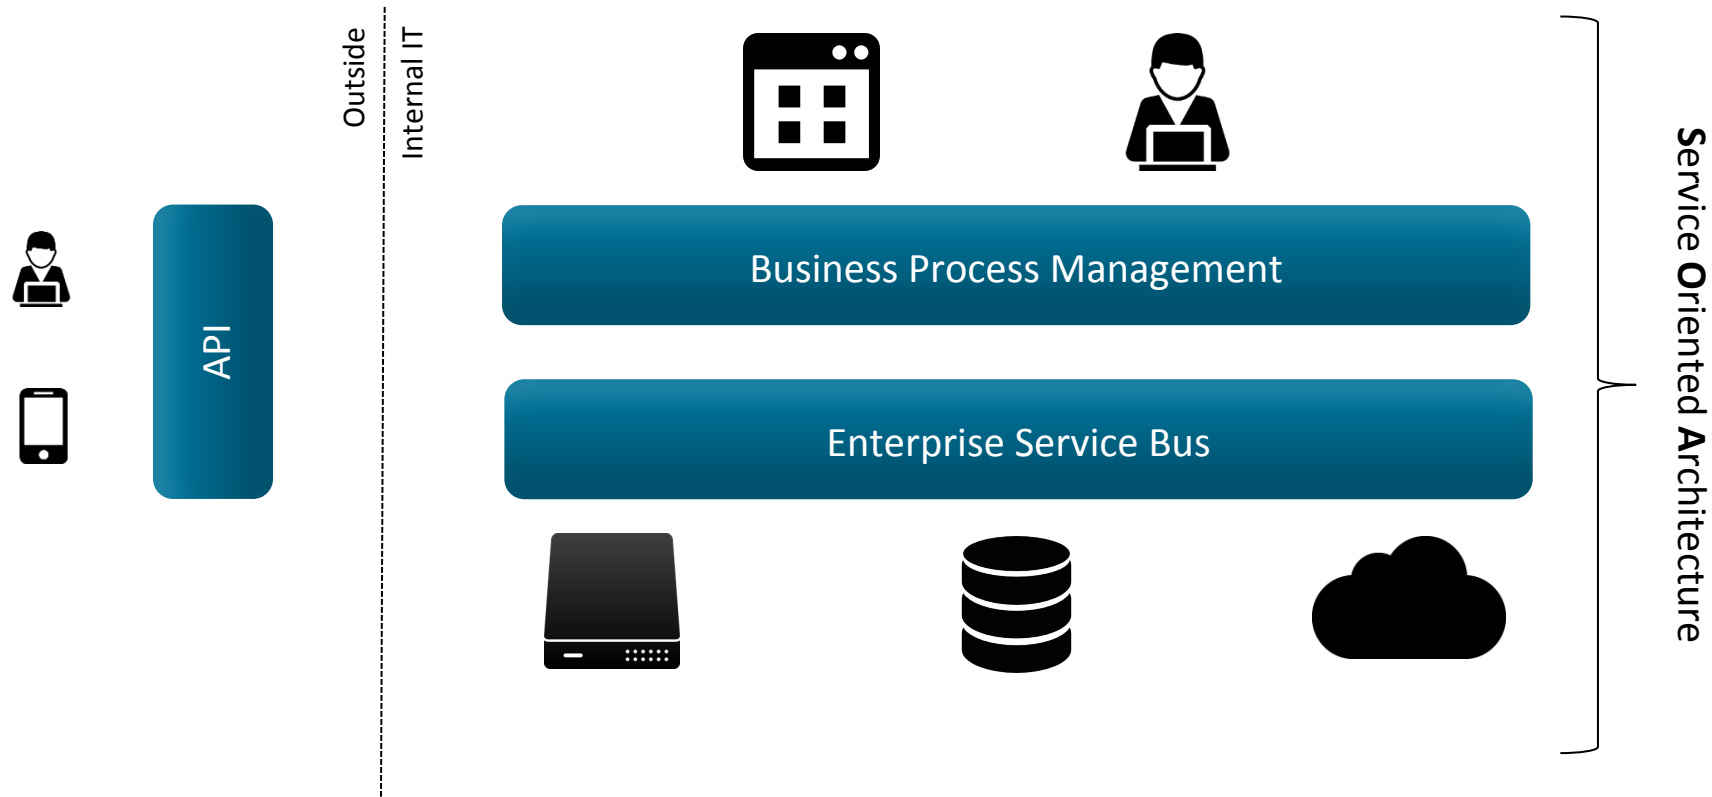 Outside
Internal IT
API
Business Process Management
Enterprise Service Bus
Service Oriented Architecture